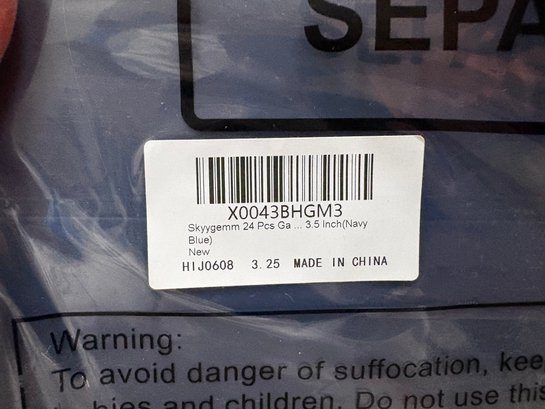 SEPA
X0043BHGM3
Skyygemm 24 Pcs Ga ... 3.5 Inch(Navy
Blue)
New
HIJ0608 3.25 MADE IN CHINA
Warning:
To avoid danger of suffocation, kee
bies and children. Do not use this